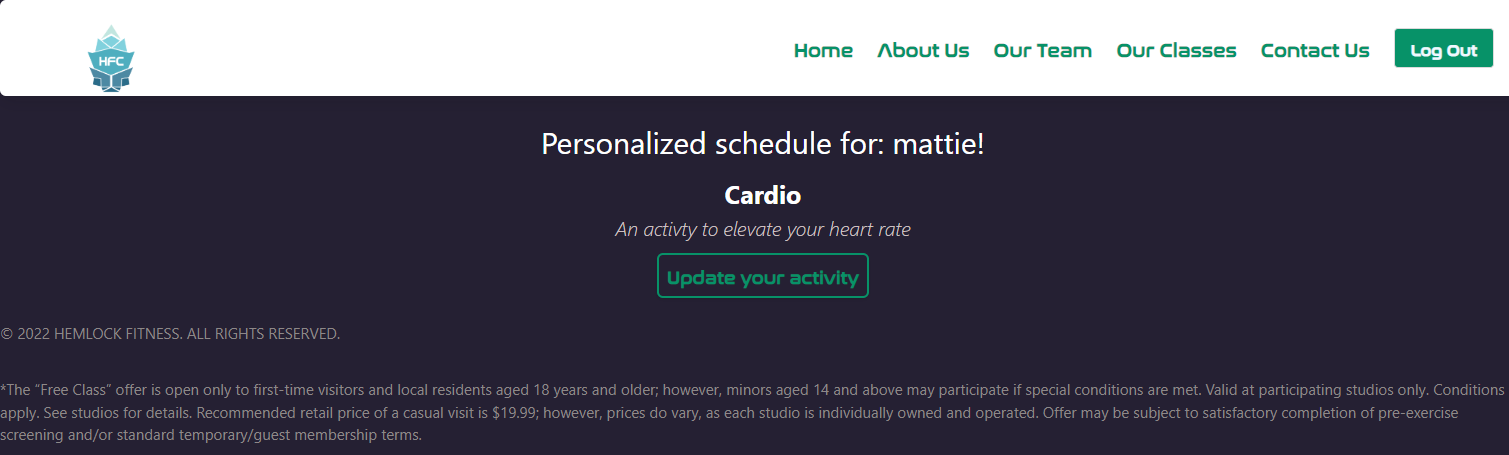 HFC
Home About Us Our Team Our Classes Contact Us Log Out
Personalized schedule for: mattie!
Cardio
An activty to elevate your heart rate
Update your activity
© 2022 HEMLOCK FITNESS. ALL RIGHTS RESERVED.
*The “Free Class” offer is open only to first-time visitors and local residents aged 18 years and older; however, minors aged 14 and above may participate if special conditions are met. Valid at participating studios only. Conditions
apply. See studios for details. Recommended retail price of a casual visit is $19.99; however, prices do vary, as each studio is individually owned and operated. Offer may be subject to satisfactory completion of pre-exercise
screening and/or standard temporary/guest membership terms.